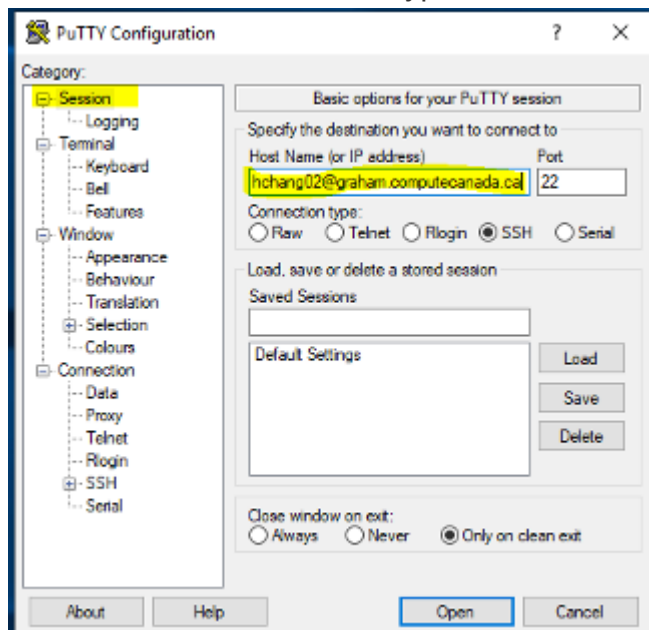 PuTTY Configuration ? ×
Category:
Session
Logging
Terminal
Keyboard
Bell
Features
Window
Appearance
Behaviour
Translation
Selection
Colours
Connection
Data
Proxy
Telnet
Rlogin
SSH
Serial
Basic options for your PuTTY session
Specify the destination you want to connect to
Host Name (or IP address) Port
hchang02@graham.computecanada.ca 22
Connection type:
Raw Telnet Rlogin SSH Serial
Load, save or delete a stored session
Saved Sessions
Default Settings
Load
Save
Delete
Close window on exit:
Always Never Only on clean exit
About Help Open Cancel